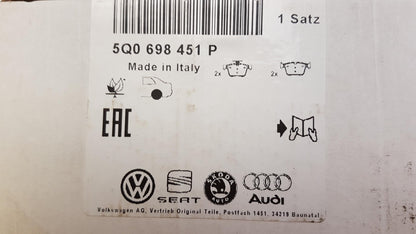 1 Satz
5Q0 698 451 P
Made in Italy
2x 2x
EAC
SEAT ŠKODA AUTO Audi
Volkswagen AG, Vertrieb Original Teile, Postfach 1451, 34219 Baunatal